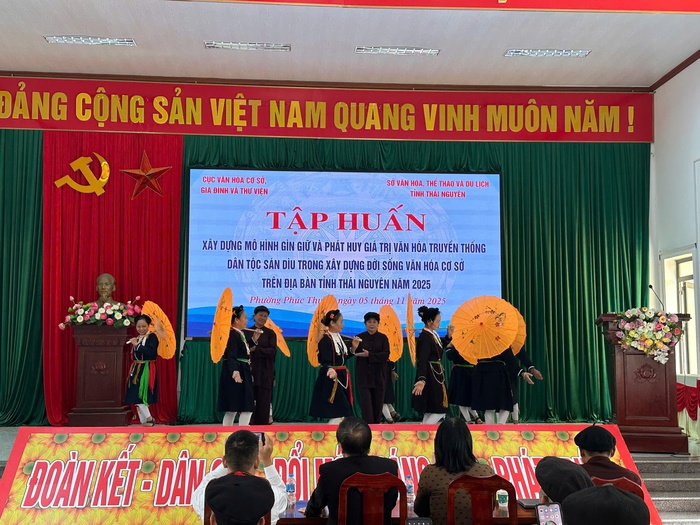 ĐẢNG CỘNG SẢN VIỆT NAM QUANG VINH MUÔN NĂM !
CỤC VĂN HÓA CƠ SỞ,
GIA ĐÌNH VÀ THƯ VIỆN
SỞ VĂN HÓA, THỂ THAO VÀ DU LỊCH
TỈNH THÁI NGUYÊN
TẬP HUẤN
XÂY DỰNG MÔ HÌNH GÌN GIỮ VÀ PHÁT HUY GIÁ TRỊ VĂN HÓA TRUYỀN THỐNG
DÂN TỘC SÁN DÌU TRONG XÂY DỰNG ĐỜI SỐNG VĂN HÓA CƠ SỞ
TRÊN ĐỊA BÀN TỈNH THÁI NGUYÊN NĂM 2025
Phường Phúc ngày 05 tháng 11 năm 2025
ĐOÀN KẾT - DÂN